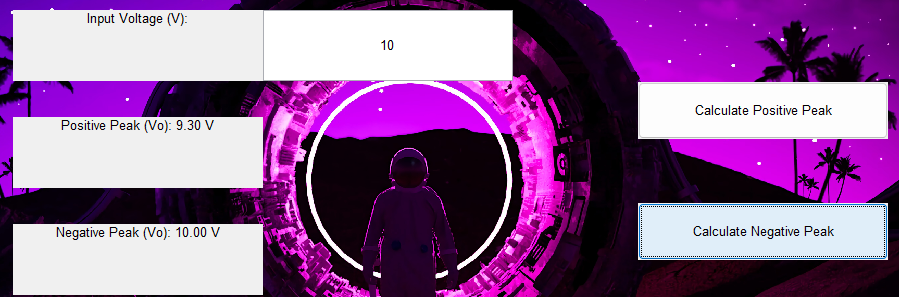 Input Voltage (V):
10
Calculate Positive Peak
Positive Peak (Vo): 9.30 V
Negative Peak (Vo): 10.00 V
Calculate Negative Peak